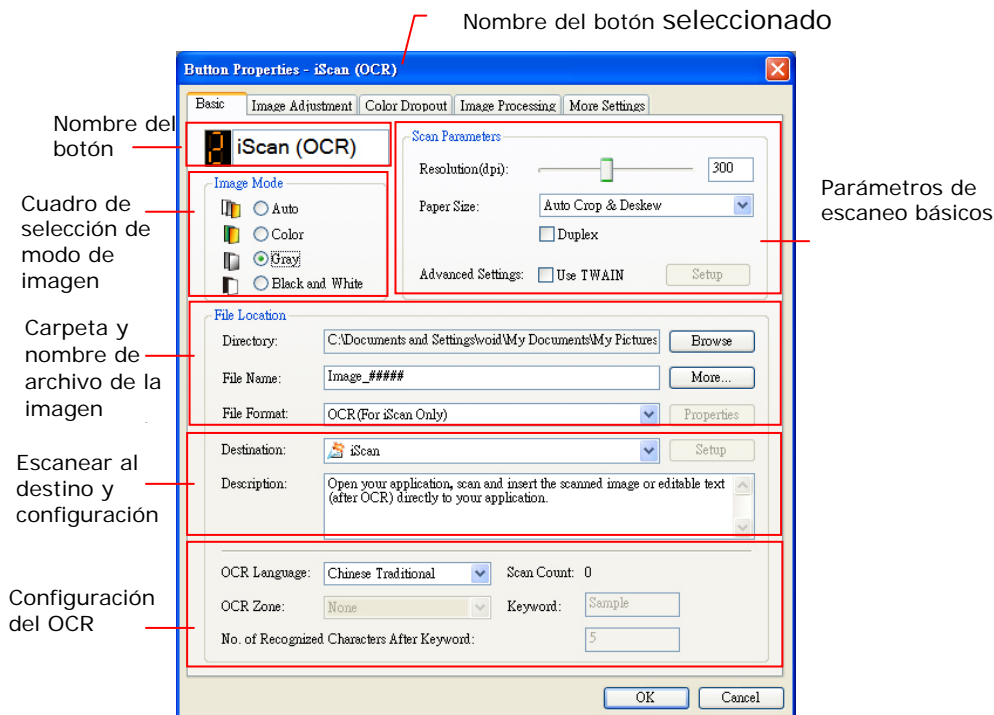 Nombre del botón seleccionado
Button Properties - iScan (OCR)
Basic Image Adjustment Color Dropout Image Processing More Settings
Nombre del
botón
2 iScan (OCR)
Cuadro de
selección de
modo de
imagen
Image Mode
Auto
Color
Gray
Black and White
Scan Parameters
Resolution(dpi): 300
Paper Size: Auto Crop & Deskew
Duplex
Advanced Settings: Use TWAIN Setup
Parámetros de
escaneo básicos
Carpeta y
nombre de
archivo de la
imagen
File Location
Directory: C:\Documents and Settings\void\My Documents\My Pictures Browse
File Name: Image_##### More...
File Format: OCR(For iScan Only) Properties
Escanear al
destino y
configuración
Destination: iScan Setup
Description: Open your application, scan and insert the scanned image or editable text
(after OCR) directly to your application.
Configuración
del OCR
OCR Language: Chinese Traditional Scan Count: 0
OCR Zone: None Keyword: Sample
No. of Recognized Characters After Keyword: 5
OK Cancel